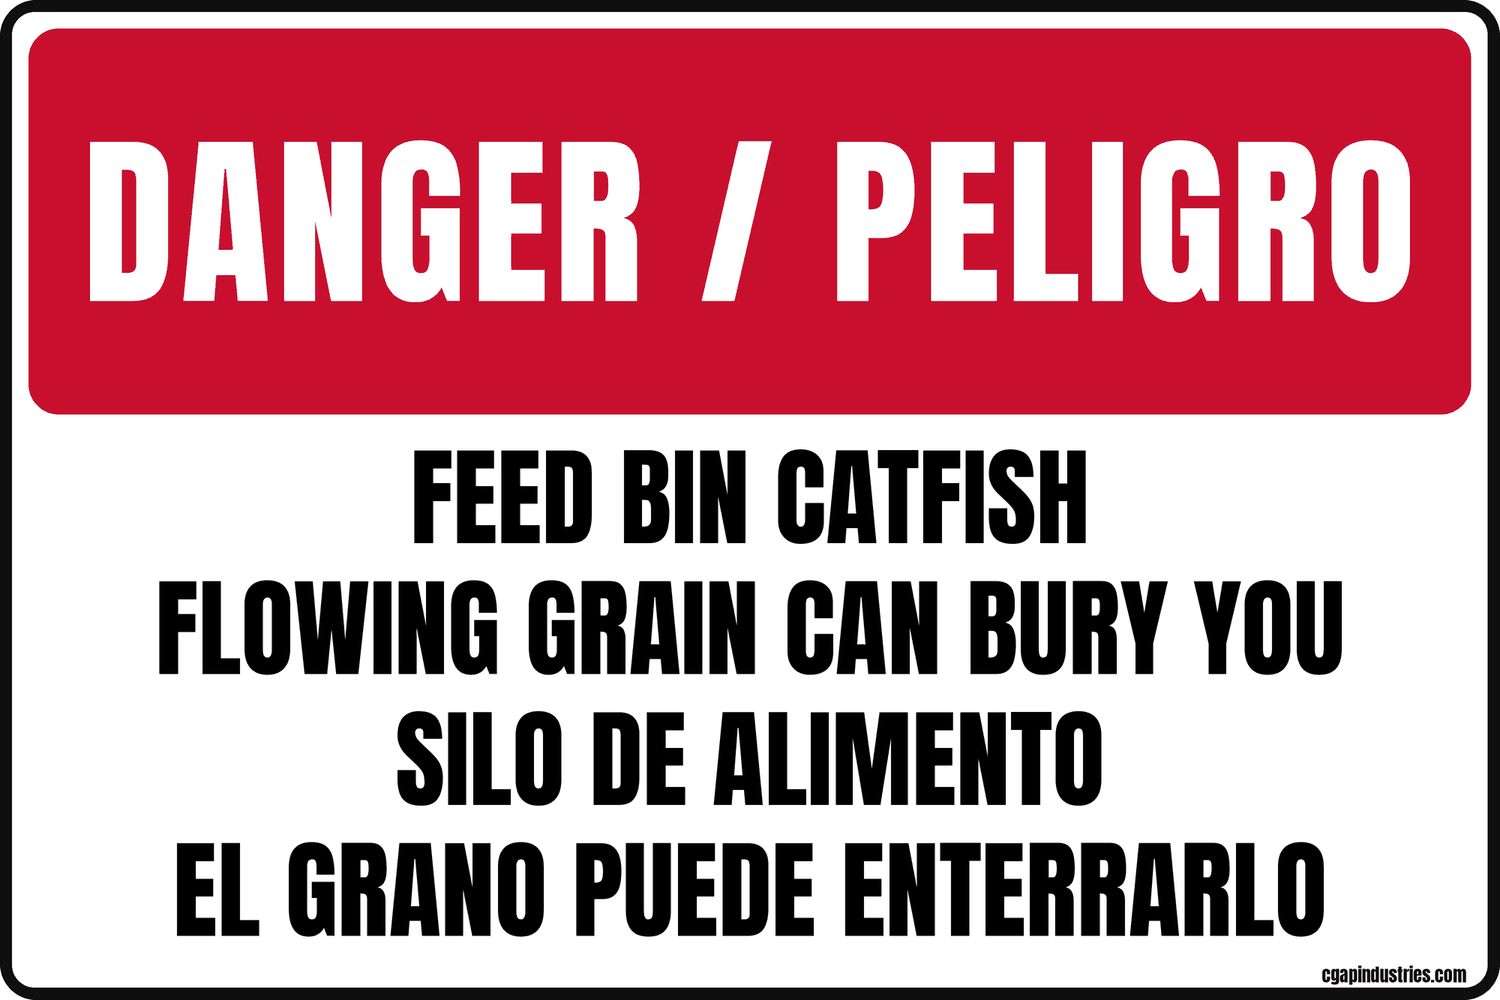 DANGER / PELIGRO
FEED BIN CATFISH
FLOWING GRAIN CAN BURY YOU
SILO DE ALIMENTO
EL GRANO PUEDE ENTERRARLO
cgapindustries.com